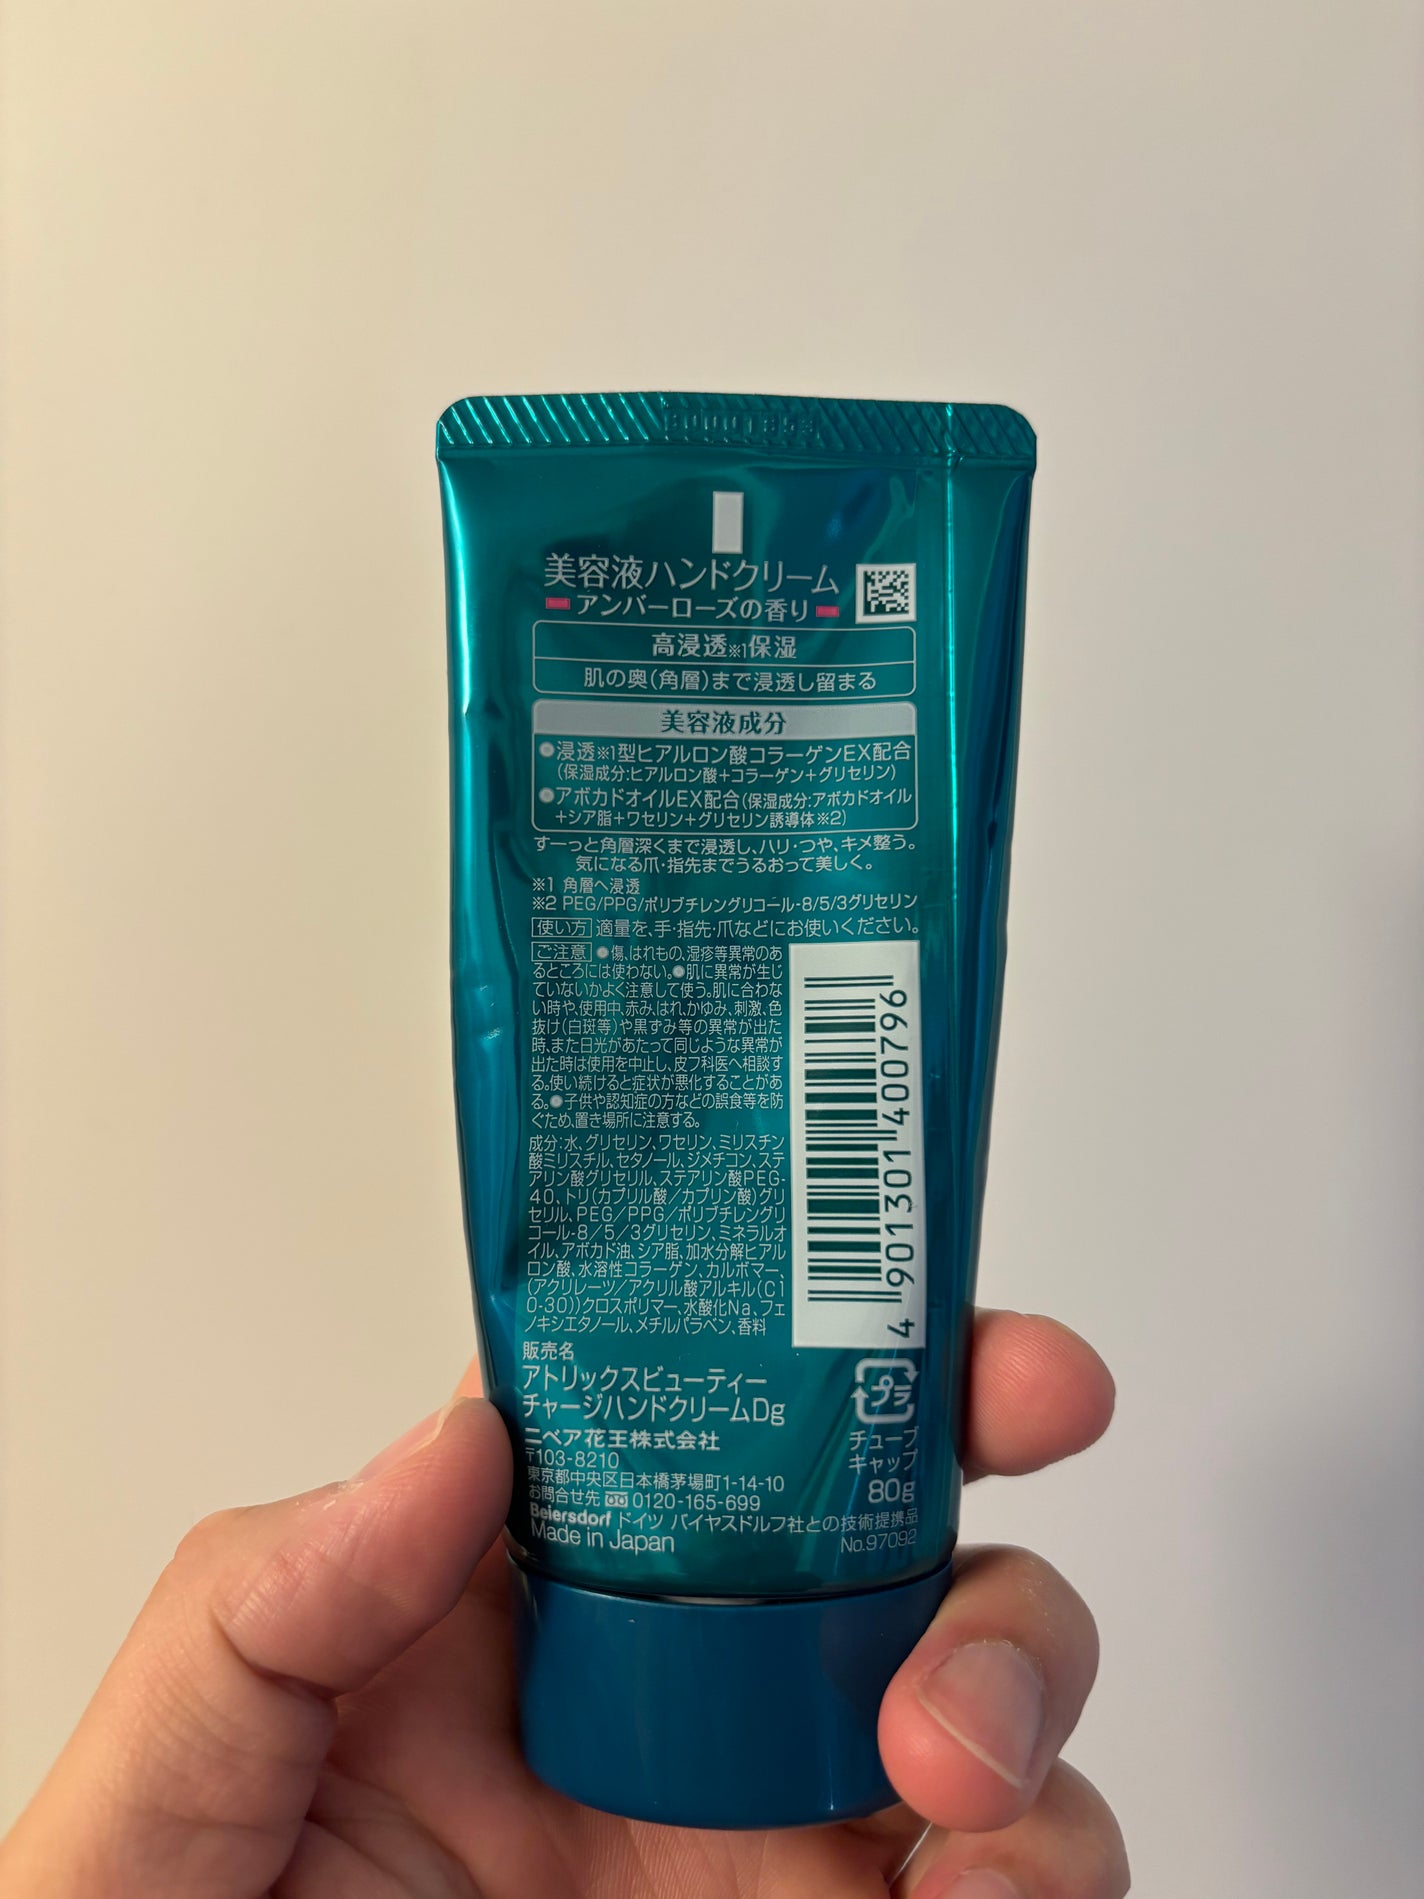 美容液ハンドクリーム
アンバーローズの香り
高浸透※1保湿
肌の奥(角層)まで浸透し留まる
美容液成分
●浸透※1型ヒアルロン酸コラーゲンEX配合
(保湿成分:ヒアルロン酸+コラーゲン+グリセリン)
●アボカドオイルEX配合(保湿成分:アボカドオイル
+シア脂+ワセリン+グリセリン誘導体※2)
すーっと角層深くまで浸透し、ハリ・つや、キメ整う。
気になる爪・指先までうるおって美しく。
※1 角層へ浸透
※2 PEG/PPG/ポリブチレングリコール-8/5/3グリセリン
使い方 適量を、手・指先・爪などにお使いください。
ご注意 ●傷、はれもの、湿疹等異常のあ
るところには使わない。●肌に異常が生じ
ていないかよく注意して使う。肌に合わな
い時や、使用中、赤み、はれ、かゆみ、刺激、色
抜け(白斑等)や黒ずみ等の異常が出た
時、また日光があたって同じような異常が
出た時は使用を中止し、皮フ科医へ相談す
る。使い続けると症状が悪化することがあ
る。●子供や認知症の方などの誤食等を防
ぐため、置き場所に注意する。
成分:水、グリセリン、ワセリン、ミリスチン
酸ミリスチル、セタノール、ジメチコン、ステ
アリン酸グリセリル、ステアリン酸PEG-
40、トリ(カプリル酸/カプリン酸)グリ
セリル、PEG/PPG/ポリブチレングリ
コール-8/5/3グリセリン、ミネラルオ
イル、アボカド油、シア脂、加水分解ヒアル
ロン酸、水溶性コラーゲン、カルボマー、
(アクリレーツ/アクリル酸アルキル(C1
0-30))クロスポリマー、水酸化Na、フェ
ノキシエタノール、メチルパラベン、香料
4 901301 400796
販売名
アトリックスビューティー
チャージハンドクリームDg
ニベア花王株式会社
〒103-8210
東京都中央区日本橋茅場町1-14-10
お問合せ先 0120-165-699
Beiersdorf ドイツ バイヤスドルフ社との技術提携品
Made in Japan
No.97092
プラ
チューブ
キャップ
80g